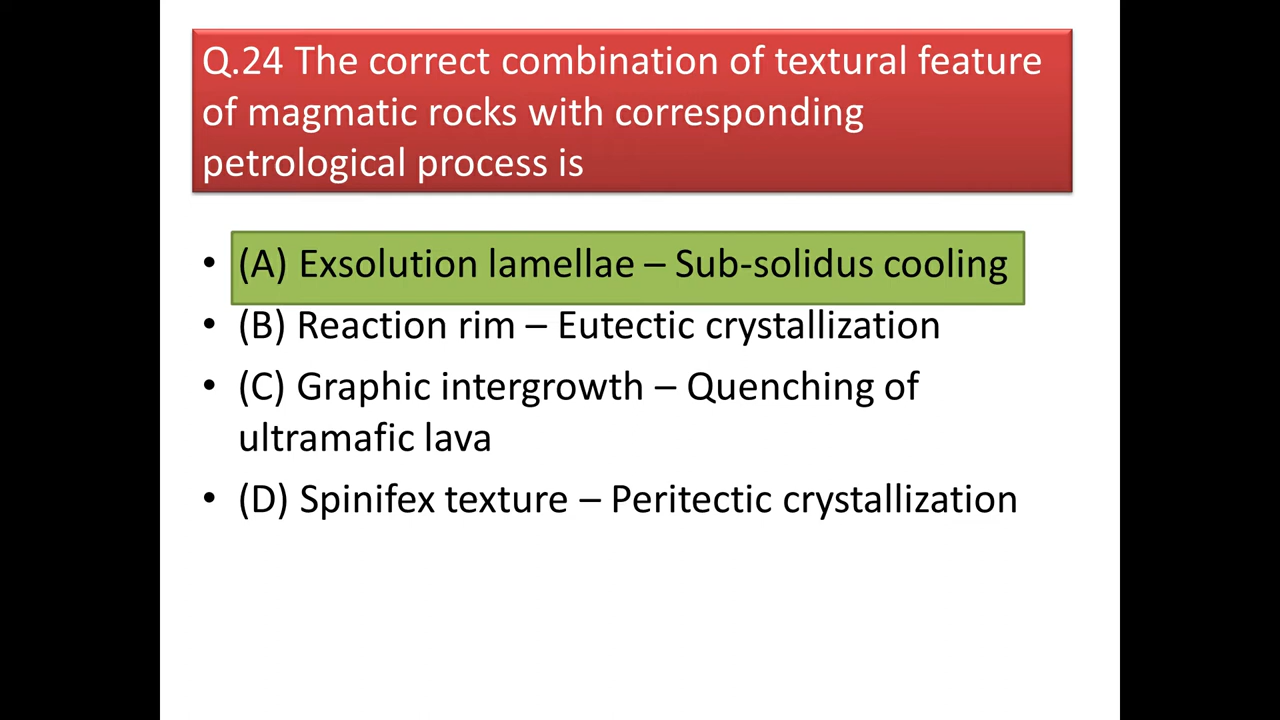 Q.24 The correct combination of textural feature
of magmatic rocks with corresponding
petrological process is
• (A) Exsolution lamellae – Sub-solidus cooling
• (B) Reaction rim – Eutectic crystallization
• (C) Graphic intergrowth – Quenching of
ultramafic lava
• (D) Spinifex texture – Peritectic crystallization